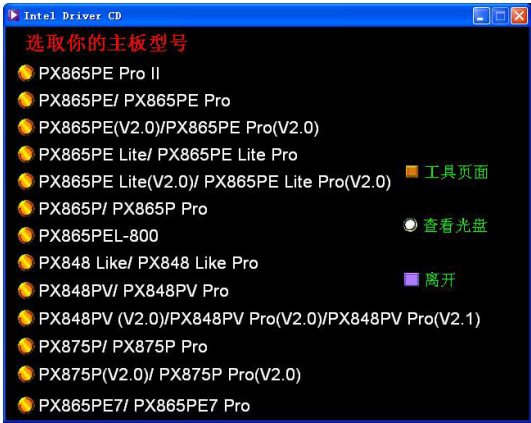 Intel Driver CD
选取你的主板型号
PX865PE Pro II
PX865PE/ PX865PE Pro
PX865PE(V2.0)/PX865PE Pro(V2.0)
PX865PE Lite/ PX865PE Lite Pro
PX865PE Lite(V2.0)/ PX865PE Lite Pro(V2.0)
PX865P/ PX865P Pro
PX865PEL-800
PX848 Like/ PX848 Like Pro
PX848PV/ PX848PV Pro
PX848PV (V2.0)/PX848PV Pro(V2.0)/PX848PV Pro(V2.1)
PX875P/ PX875P Pro
PX875P(V2.0)/ PX875P Pro(V2.0)
PX865PE7/ PX865PE7 Pro
工具页面
查看光盘
离开